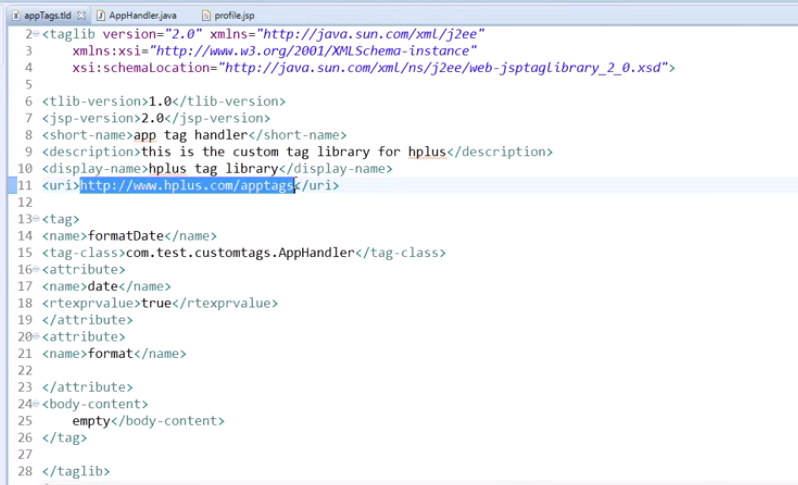 appTags.tld AppHandler.java profile.jsp
2 <taglib version="2.0" xmlns="http://java.sun.com/xml/j2ee"
3 xmlns:xsi="http://www.w3.org/2001/XMLSchema-instance"
4 xsi:schemaLocation="http://java.sun.com/xml/ns/j2ee/web-jsptaglibrary_2_0.xsd">
5
6 <tlib-version>1.0</tlib-version>
7 <jsp-version>2.0</jsp-version>
8 <short-name>app tag handler</short-name>
9 <description>this is the custom tag library for hplus</description>
10 <display-name>hplus tag library</display-name>
11 <uri>http://www.hplus.com/apptags</uri>
12
13 <tag>
14 <name>formatDate</name>
15 <tag-class>com.test.customtags.AppHandler</tag-class>
16 <attribute>
17 <name>date</name>
18 <rtexprvalue>true</rtexprvalue>
19 </attribute>
20 <attribute>
21 <name>format</name>
22
23 </attribute>
24 <body-content>
25 empty</body-content>
26 </tag>
27
28 </taglib>